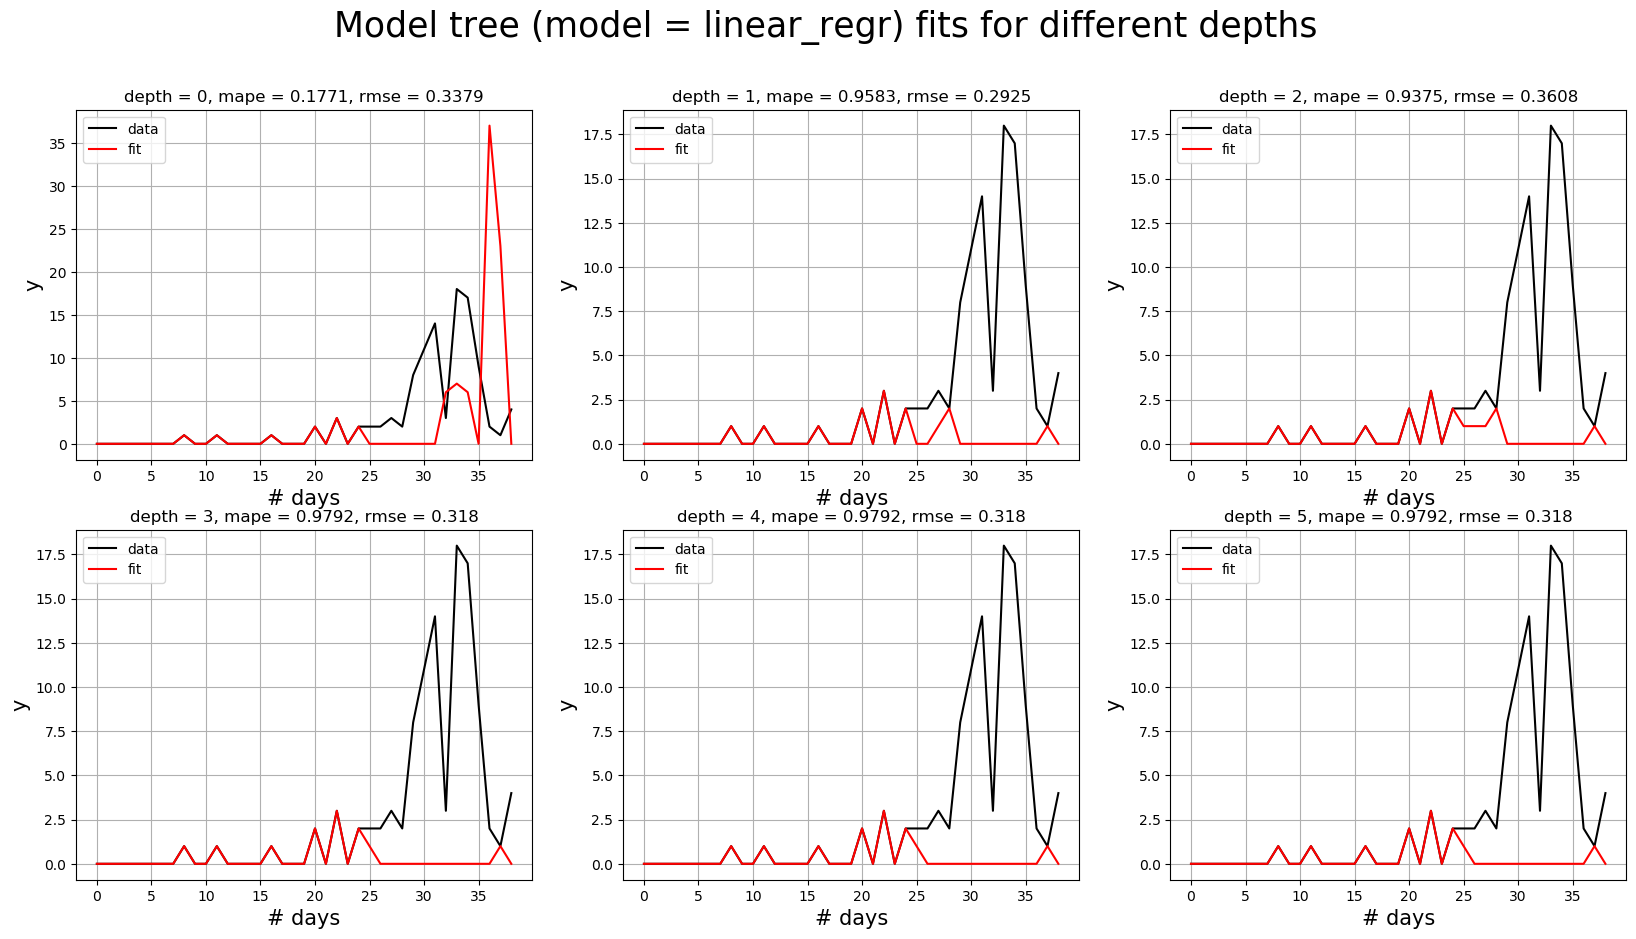 Model tree (model = linear_regr) fits for different depths
depth = 0, mape = 0.1771, rmse = 0.3379
data
fit
35
30
25
20
15
10
5
0
y
0 5 10 15 20 25 30 35
# days
depth = 1, mape = 0.9583, rmse = 0.2925
data
fit
17.5
15.0
12.5
10.0
7.5
5.0
2.5
0.0
y
0 5 10 15 20 25 30 35
# days
depth = 2, mape = 0.9375, rmse = 0.3608
data
fit
17.5
15.0
12.5
10.0
7.5
5.0
2.5
0.0
y
0 5 10 15 20 25 30 35
# days
depth = 3, mape = 0.9792, rmse = 0.318
data
fit
17.5
15.0
12.5
10.0
7.5
5.0
2.5
0.0
y
0 5 10 15 20 25 30 35
# days
depth = 4, mape = 0.9792, rmse = 0.318
data
fit
17.5
15.0
12.5
10.0
7.5
5.0
2.5
0.0
y
0 5 10 15 20 25 30 35
# days
depth = 5, mape = 0.9792, rmse = 0.318
data
fit
17.5
15.0
12.5
10.0
7.5
5.0
2.5
0.0
y
0 5 10 15 20 25 30 35
# days